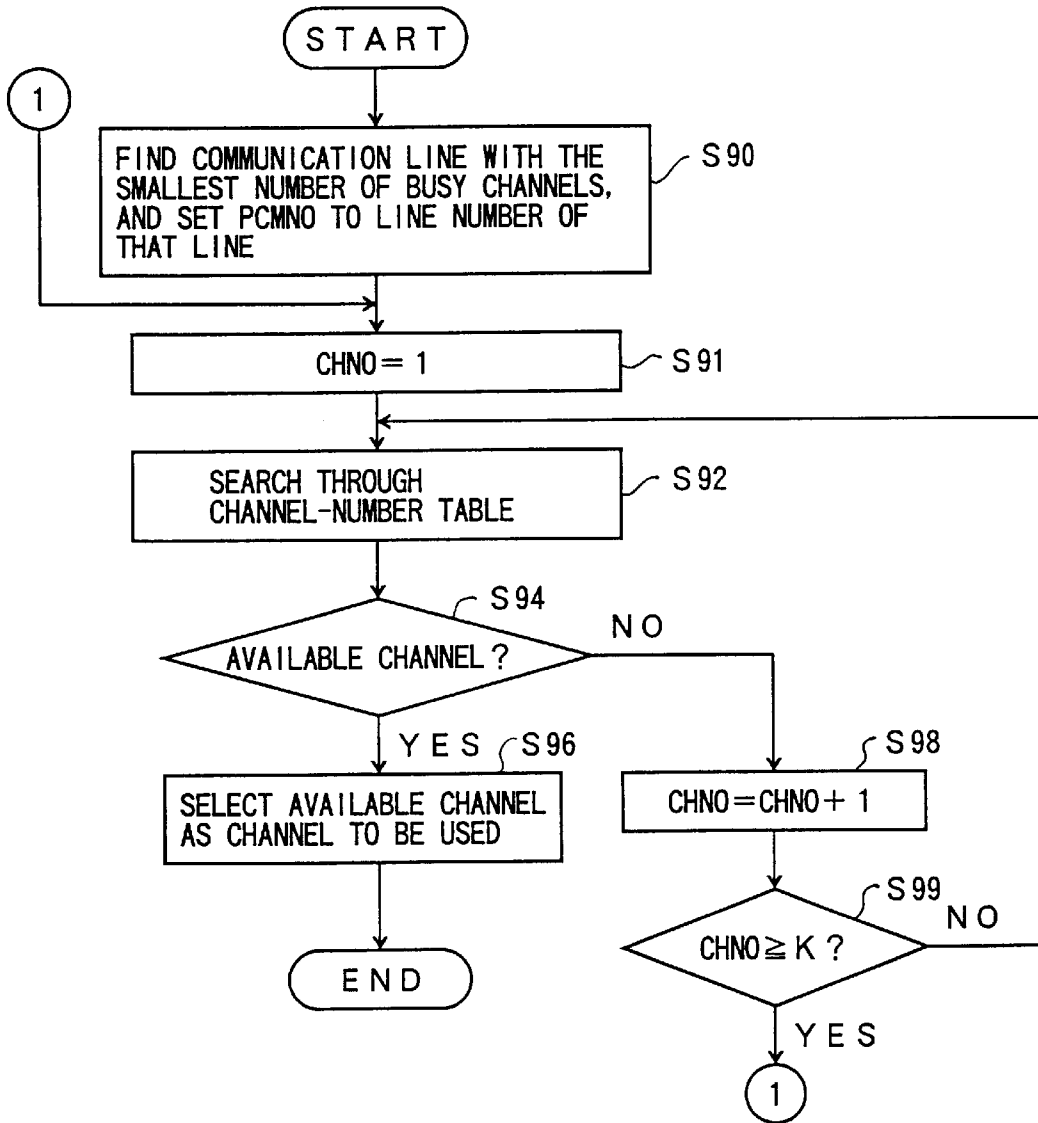 START
1
FIND COMMUNICATION LINE WITH THE
SMALLEST NUMBER OF BUSY CHANNELS,
AND SET PCMNO TO LINE NUMBER OF
THAT LINE
S90
CHNO=1
S91
SEARCH THROUGH
CHANNEL-NUMBER TABLE
S92
S94
AVAILABLE CHANNEL?
NO
YES
S96
SELECT AVAILABLE CHANNEL
AS CHANNEL TO BE USED
S98
CHNO=CHNO+1
S99
CHNO≧K?
NO
END
YES
1